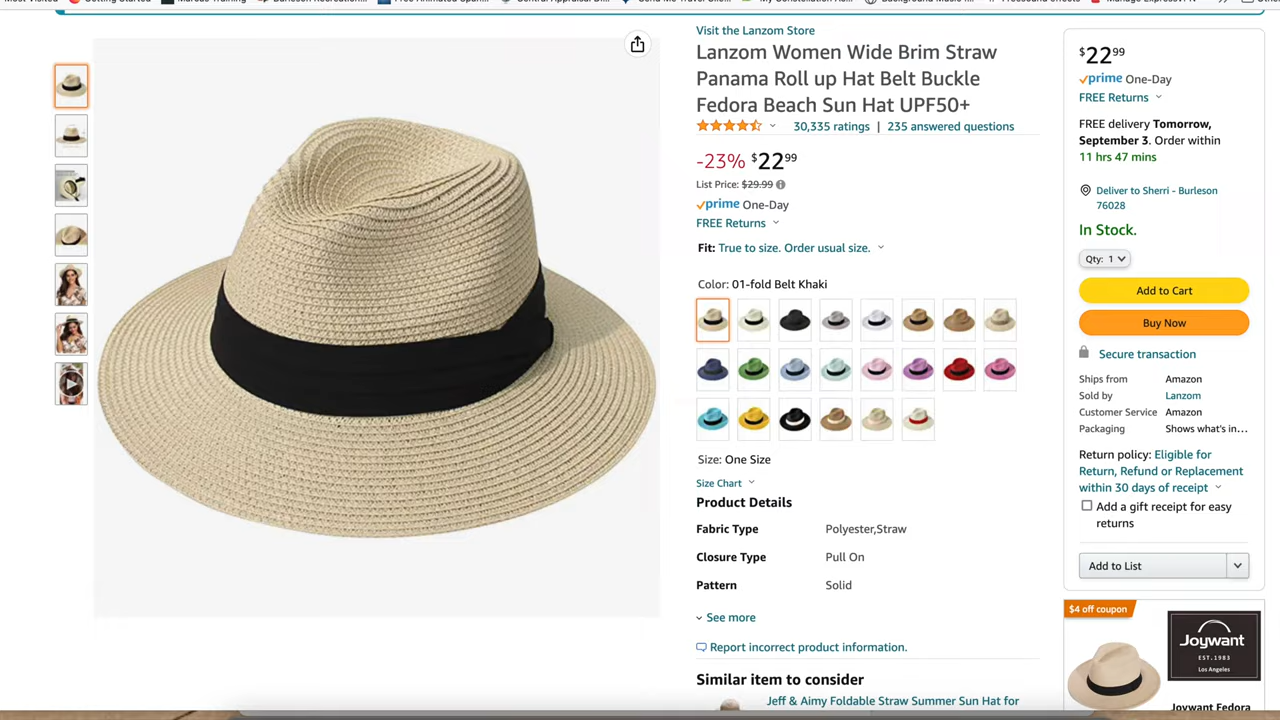 Visit the Lanzom Store
Lanzom Women Wide Brim Straw
Panama Roll up Hat Belt Buckle
Fedora Beach Sun Hat UPF50+
30,335 ratings | 235 answered questions
-23% $22 99
List Price: $29.99
prime One-Day
FREE Returns
Fit: True to size. Order usual size.
Color: 01-fold Belt Khaki
Size: One Size
Size Chart
Product Details
Fabric Type Polyester,Straw
Closure Type Pull On
Pattern Solid
See more
Report incorrect product information.
Similar item to consider
Jeff & Aimy Foldable Straw Summer Sun Hat for
$22 99
prime One-Day
FREE Returns
FREE delivery Tomorrow,
September 3. Order within
11 hrs 47 mins
Deliver to Sherri - Burleson
76028
In Stock.
Qty: 1
Add to Cart
Buy Now
Secure transaction
Ships from Amazon
Sold by Lanzom
Customer Service Amazon
Packaging Shows what's in...
Return policy: Eligible for
Return, Refund or Replacement
within 30 days of receipt
Add a gift receipt for easy
returns
Add to List
$4 off coupon
Joywant
EST.1983
Los Angeles
Joywant Fedora